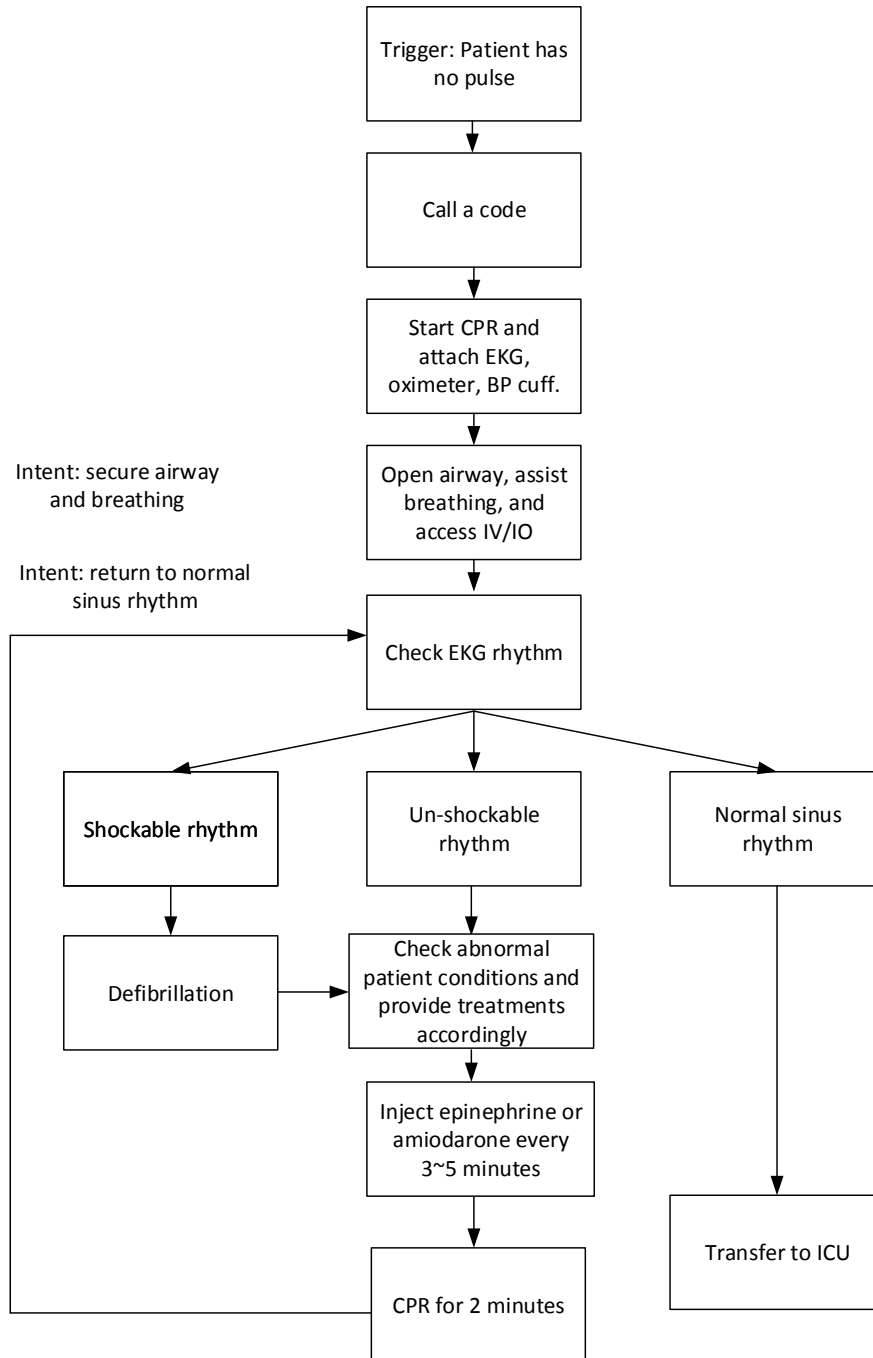 Trigger: Patient has
no pulse
Call a code
Start CPR and
attach EKG,
oximeter, BP cuff.
Intent: secure airway
and breathing
Open airway, assist
breathing, and
access IV/IO
Intent: return to normal
sinus rhythm
Check EKG rhythm
Shockable rhythm
Un-shockable
rhythm
Normal sinus
rhythm
Defibrillation
Check abnormal
patient conditions and
provide treatments
accordingly
Inject epinephrine or
amiodarone every
3~5 minutes
Transfer to ICU
CPR for 2 minutes